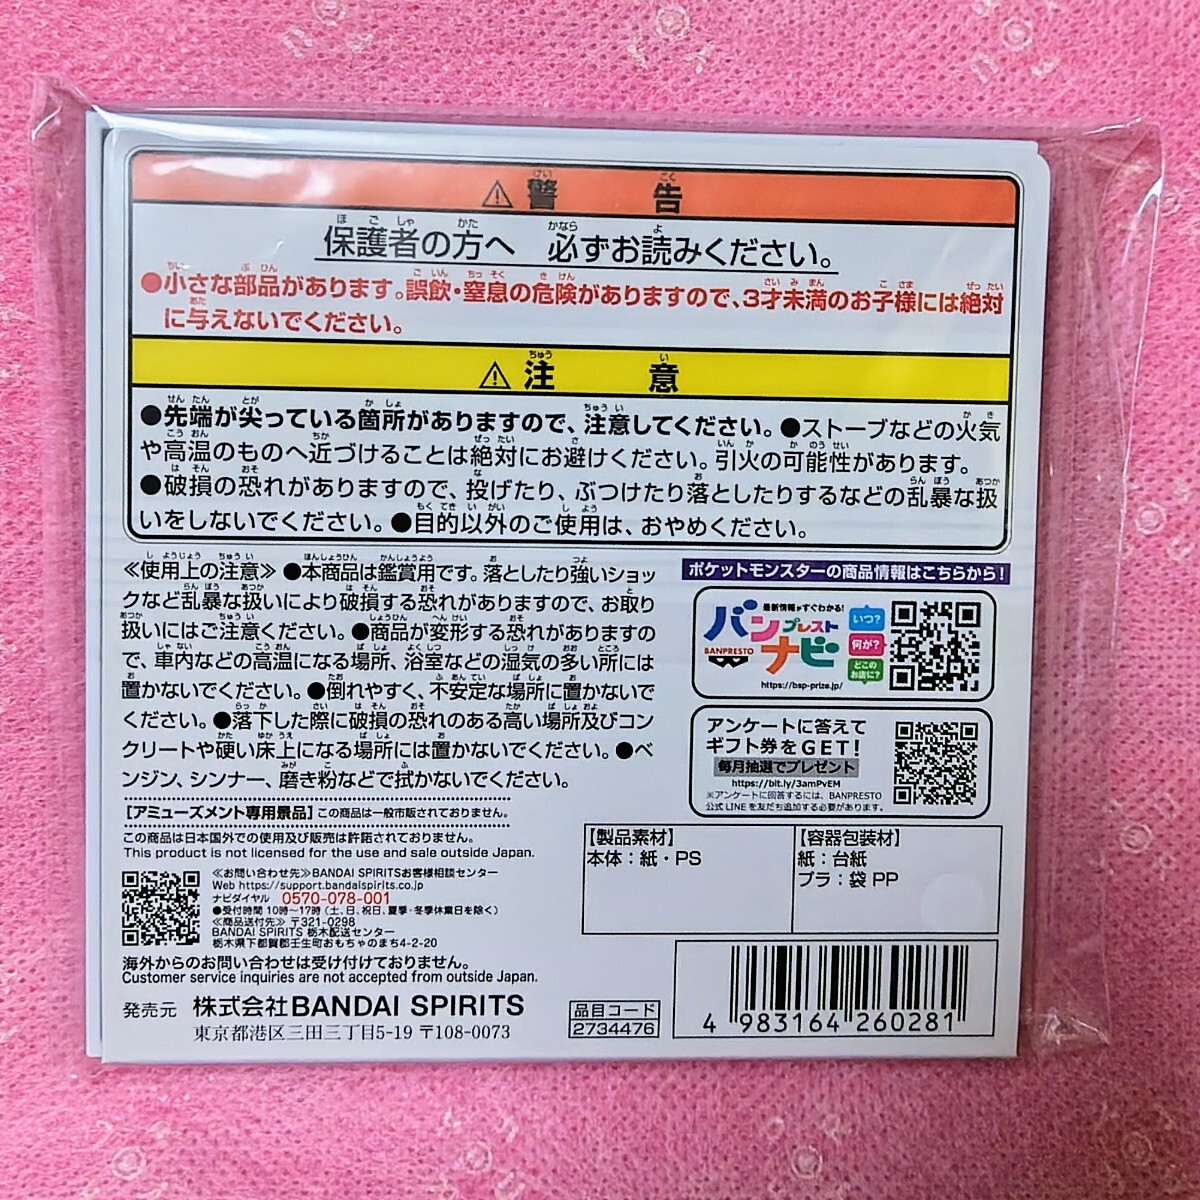 ⚠警告
保護者の方へ 必ずお読みください。
●小さな部品があります。誤飲・窒息の危険がありますので、3才未満のお子様には絶対
に与えないでください。
⚠注意
●先端が尖っている箇所がありますので、注意してください。●ストーブなどの火気
や高温のものへ近づけることは絶対にお避けください。引火の可能性があります。
●破損の恐れがありますので、投げたり、ぶつけたり落としたりするなどの乱暴な扱
いをしないでください。●目的以外のご使用は、おやめください。
≪使用上の注意≫ ●本商品は鑑賞用です。落としたり強いショッ
クなど乱暴な扱いにより破損する恐れがありますので、お取り
扱いにはご注意ください。●商品が変形する恐れがありますの
で、車内などの高温になる場所、浴室などの湿気の多い所には
置かないでください。●倒れやすく、不安定な場所に置かないで
ください。●落下した際に破損の恐れのある高い場所及びコン
クリートや硬い床上になる場所には置かないでください。●ベ
ンジン、シンナー、磨き粉などで拭かないでください。
[アミューズメント専用景品] この商品は一般市販されておりません。
この商品は日本国外での使用及び販売は許諾されておりません。
This product is not licensed for the use and sale outside Japan.
≪お問い合わせ先≫BANDAI SPIRITSお客様相談センター
Web https://support.bandaispirits.co.jp
ナビダイヤル 0570-078-001
●受付時間 10時〜17時(土、日、祝日、夏季・冬季休業日を除く)
≪商品送付先≫ 〒321-0298
BANDAI SPIRITS 栃木配送センター
栃木県下都賀郡壬生町おもちゃのまち4-2-20
海外からのお問い合わせは受け付けておりません。
Customer service inquiries are not accepted from outside Japan.
発売元 株式会社BANDAI SPIRITS
東京都港区三田三丁目5-19 〒108-0073
ポケットモンスターの商品情報はこちらから!
最新情報がすぐわかる!
バンプレストナビ
BANPRESTO
いつ?
何が?
どこのお店に?
https://bsp-prize.jp/
アンケートに答えて
ギフト券をGET!
毎月抽選でプレゼント
https://bit.ly/3amPvEM
※アンケートに回答するには、BANPRESTO
公式LINEを友だち追加する必要があります。
【製品素材】
本体:紙・PS
【容器包装材】
紙:台紙
プラ:袋 PP
品目コード
2734476
4 983164 260281